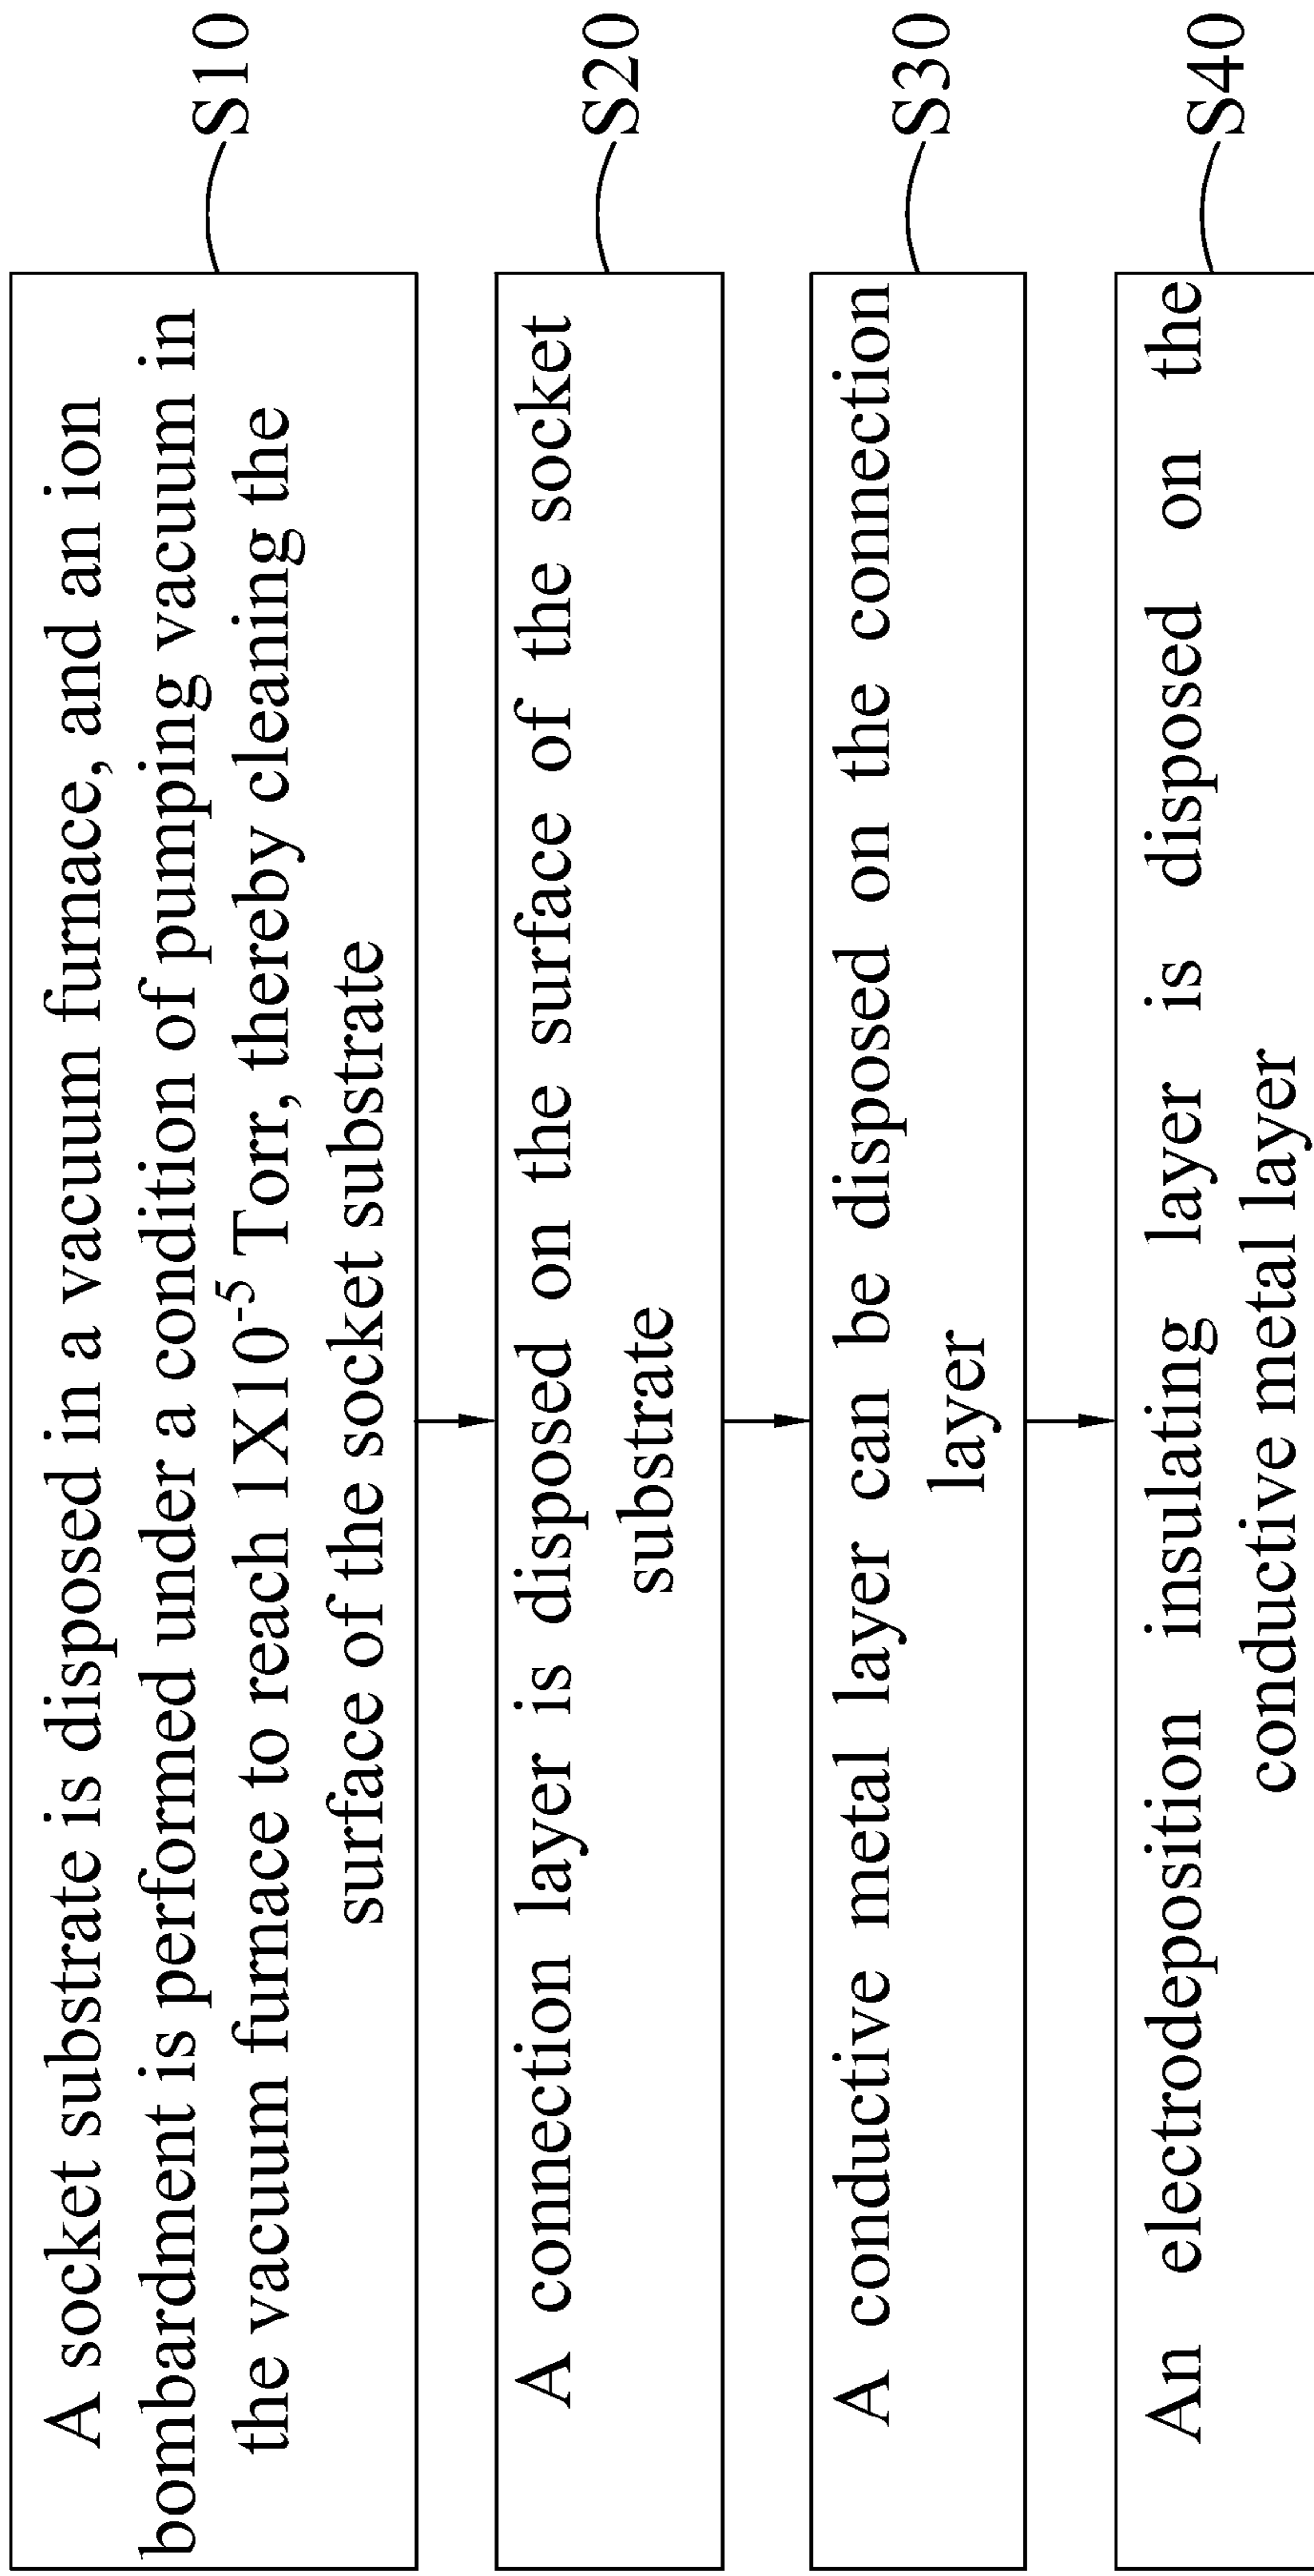 A socket substrate is disposed in a vacuum furnace, and an ion
bombardment is performed under a condition of pumping vacuum in
the vacuum furnace to reach 1X10⁻⁵ Torr, thereby cleaning the
surface of the socket substrate
S10
A connection layer is disposed on the surface of the socket
substrate
S20
A conductive metal layer can be disposed on the connection
layer
S30
An electrodeposition insulating layer is disposed on the
conductive metal layer
S40